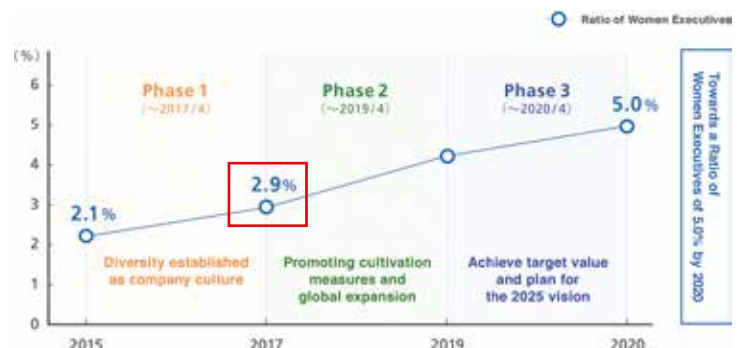 Ratio of Women Executives
(%)
6
5
4
3
2
1
0
Phase 1
(~2017/4)
Phase 2
(~2019/4)
Phase 3
(~2020/4)
2.1%
2.9%
5.0%
Diversity established
as company culture
Promoting cultivation
measures and
global expansion
Achieve target value
and plan for
the 2025 vision
2015
2017
2019
2020
Towards a Ratio of
Women Executives of 5.0% by 2020